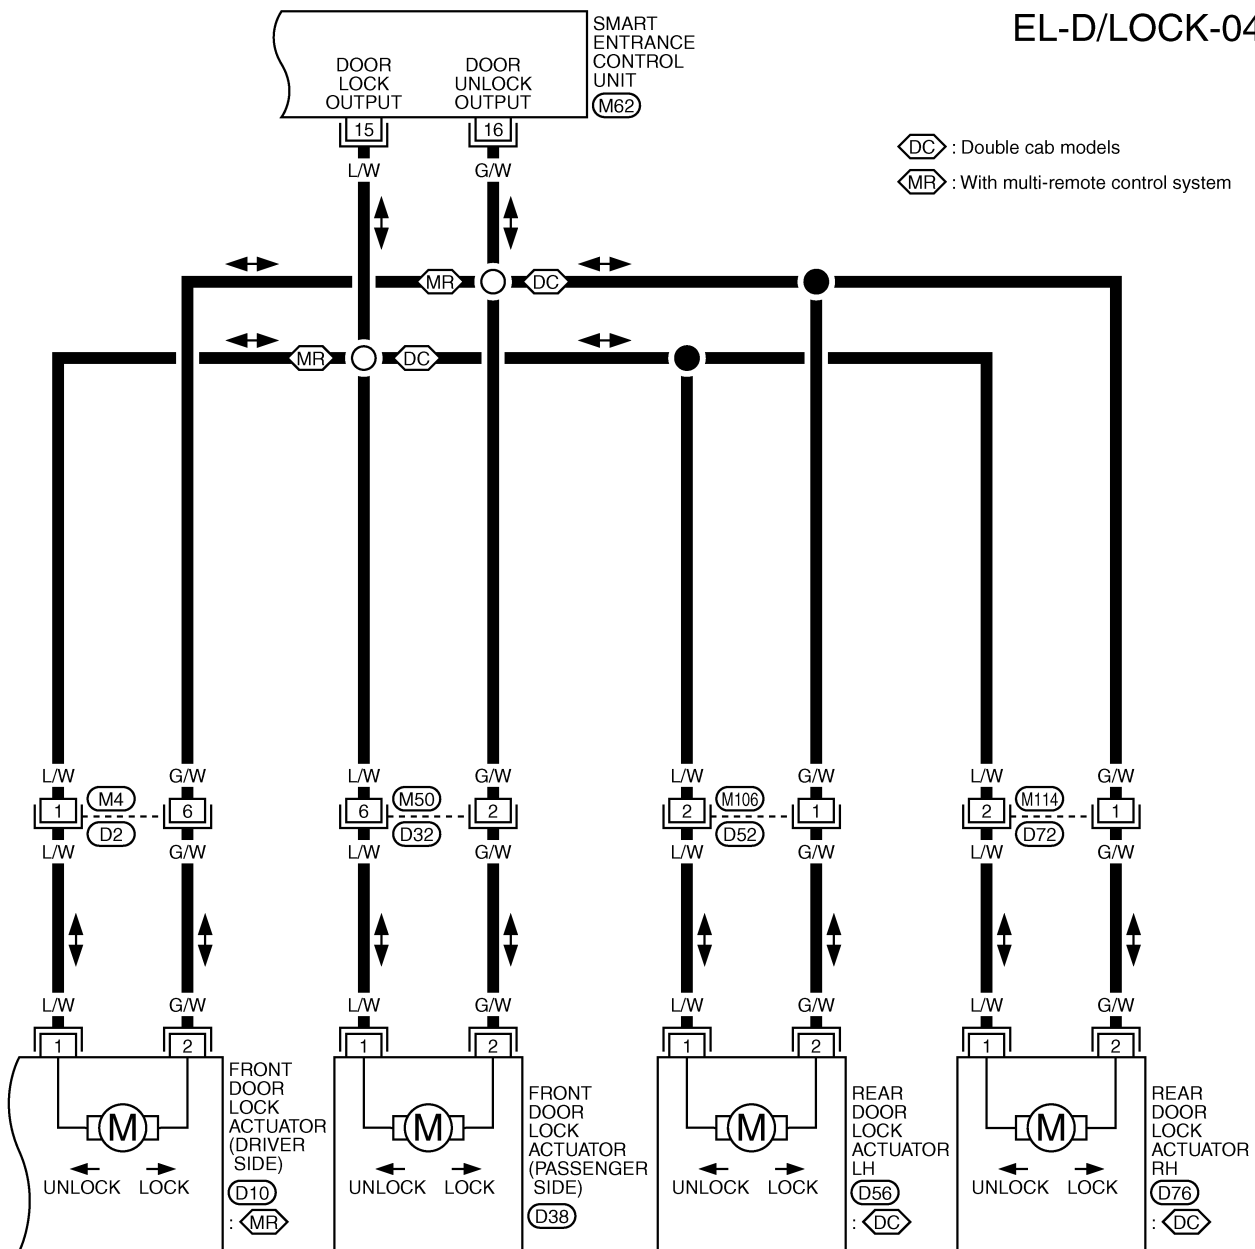 EL-D/LOCK-04
SMART
ENTRANCE
CONTROL
UNIT
M62
DOOR
LOCK
OUTPUT
DOOR
UNLOCK
OUTPUT
15
16
L/W
G/W
DC : Double cab models
MR : With multi-remote control system
MR
DC
MR
DC
L/W
G/W
L/W
G/W
L/W
G/W
L/W
G/W
1
M4
6
6
M50
2
2
M106
1
2
M114
1
D2
D32
D52
D72
L/W
G/W
L/W
G/W
L/W
G/W
L/W
G/W
L/W
G/W
L/W
G/W
L/W
G/W
L/W
G/W
1
2
1
2
1
2
1
2
M
UNLOCK LOCK
FRONT
DOOR
LOCK
ACTUATOR
(DRIVER
SIDE)
D10
: MR
M
UNLOCK LOCK
FRONT
DOOR
LOCK
ACTUATOR
(PASSENGER
SIDE)
D38
M
UNLOCK LOCK
REAR
DOOR
LOCK
ACTUATOR
LH
D56
: DC
M
UNLOCK LOCK
REAR
DOOR
LOCK
ACTUATOR
RH
D76
: DC